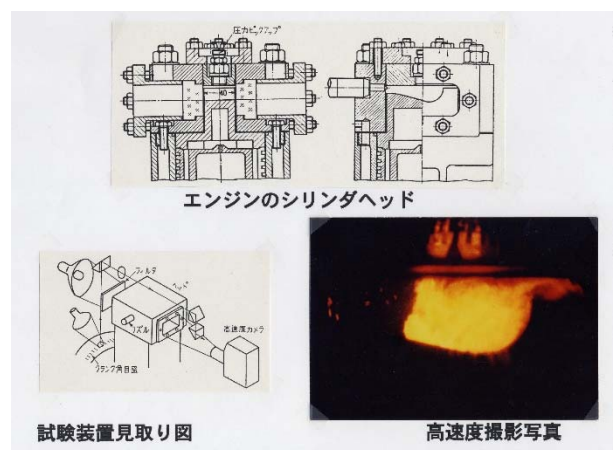 圧力ピックアップ
40
エンジンのシリンダヘッド
フィルタ
ノズル
高速度カメラ
クランク角目盛
試験装置見取り図
高速度撮影写真